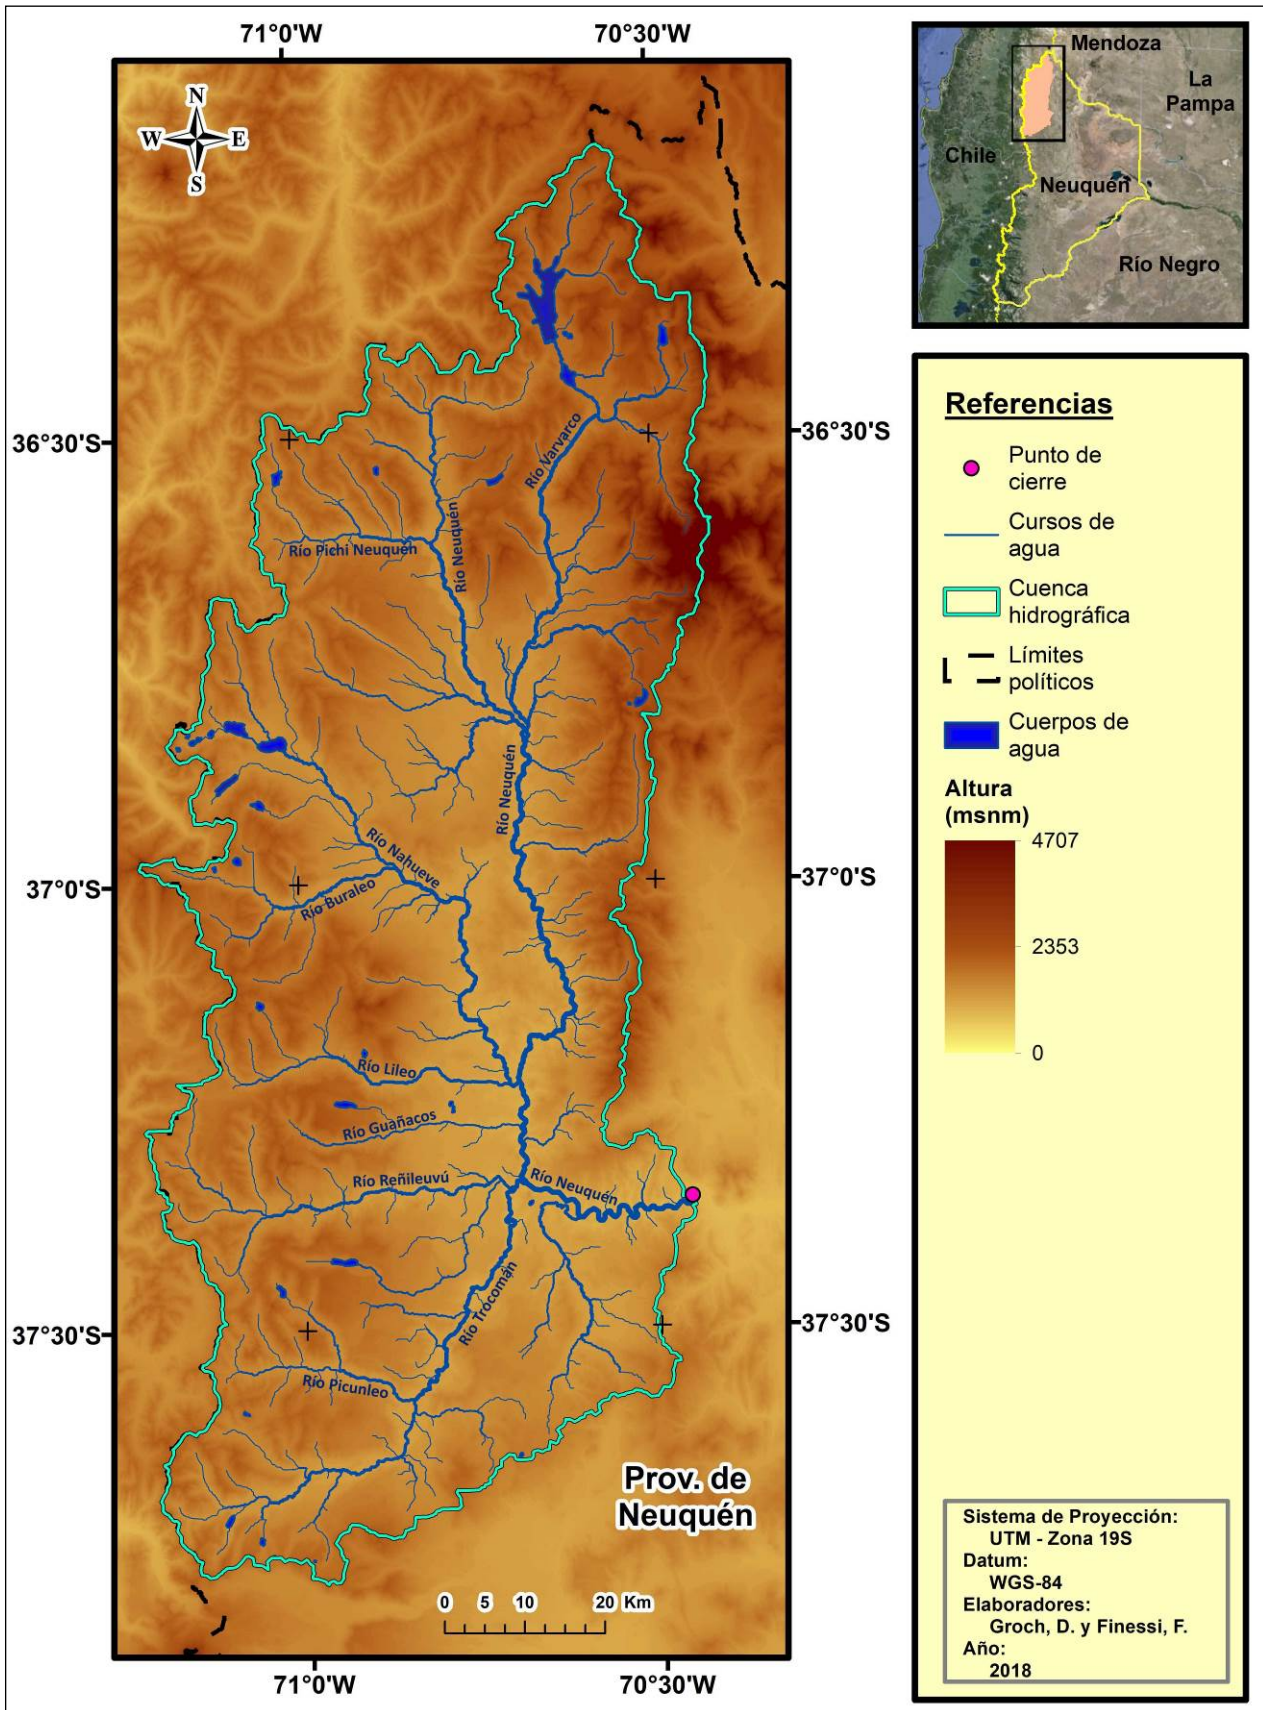 71°0'W
70°30'W
N
W
E
S
36°30'S
36°30'S
Río Varvarco
Río Neuquén
Río Pichi Neuquén
Río Neuquén
Río Nahueve
Río Buraleo
37°0'S
37°0'S
Río Lileo
Río Guañacos
Río Reñileuvú
Río Neuquén
Río Trocomán
37°30'S
37°30'S
Río Picunleo
Prov. de
Neuquén
0 5 10 20 Km
71°0'W
70°30'W
Mendoza
La
Pampa
Chile
Neuquén
Río Negro
Referencias
Punto de
cierre
Cursos de
agua
Cuenca
hidrográfica
Límites
políticos
Cuerpos de
agua
Altura
(msnm)
4707
2353
0
Sistema de Proyección:
UTM - Zona 19S
Datum:
WGS-84
Elaboradores:
Groch, D. y Finessi, F.
Año:
2018